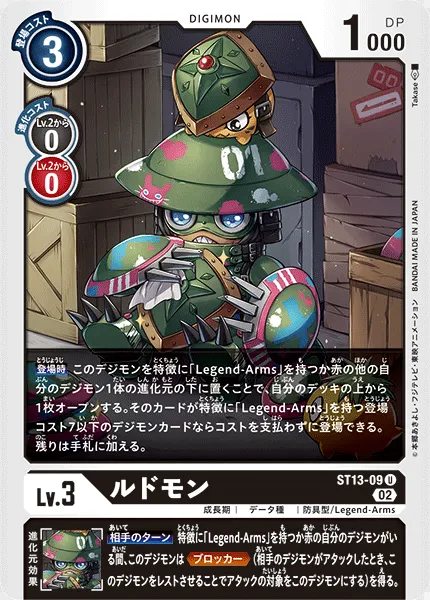 登場コスト
3
DIGIMON
DP
1000
進化コスト
Lv.2から
0
Lv.2から
0
Takase
01
© 本郷あきよし・フジテレビ・東映アニメーション BANDAI MADE IN JAPAN
登場時 このデジモンを特徴に「Legend-Arms」を持つか赤の他の自
分のデジモン1体の進化元の下に置くことで、自分のデッキの上から
1枚オープンする。そのカードが特徴に「Legend-Arms」を持つ登場
コスト7以下のデジモンカードならコストを支払わずに登場できる。
残りは手札に加える。
ST13-09 U
Lv.3
ルドモン
02
成長期 | データ種 | 防具型/Legend-Arms
進化元効果
相手のターン 特徴に「Legend-Arms」を持つか赤の自分のデジモンがい
る間、このデジモンは ブロッカー (相手のデジモンがアタックしたとき、こ
のデジモンをレストさせることでアタックの対象をこのデジモンにする)を得る。